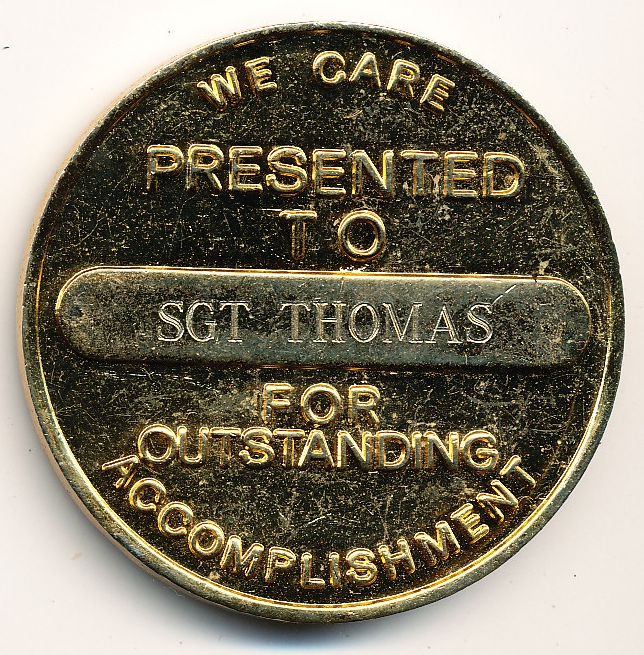 WE CARE
PRESENTED
TO
SGT THOMAS
FOR
OUTSTANDING
ACCOMPLISHMENT